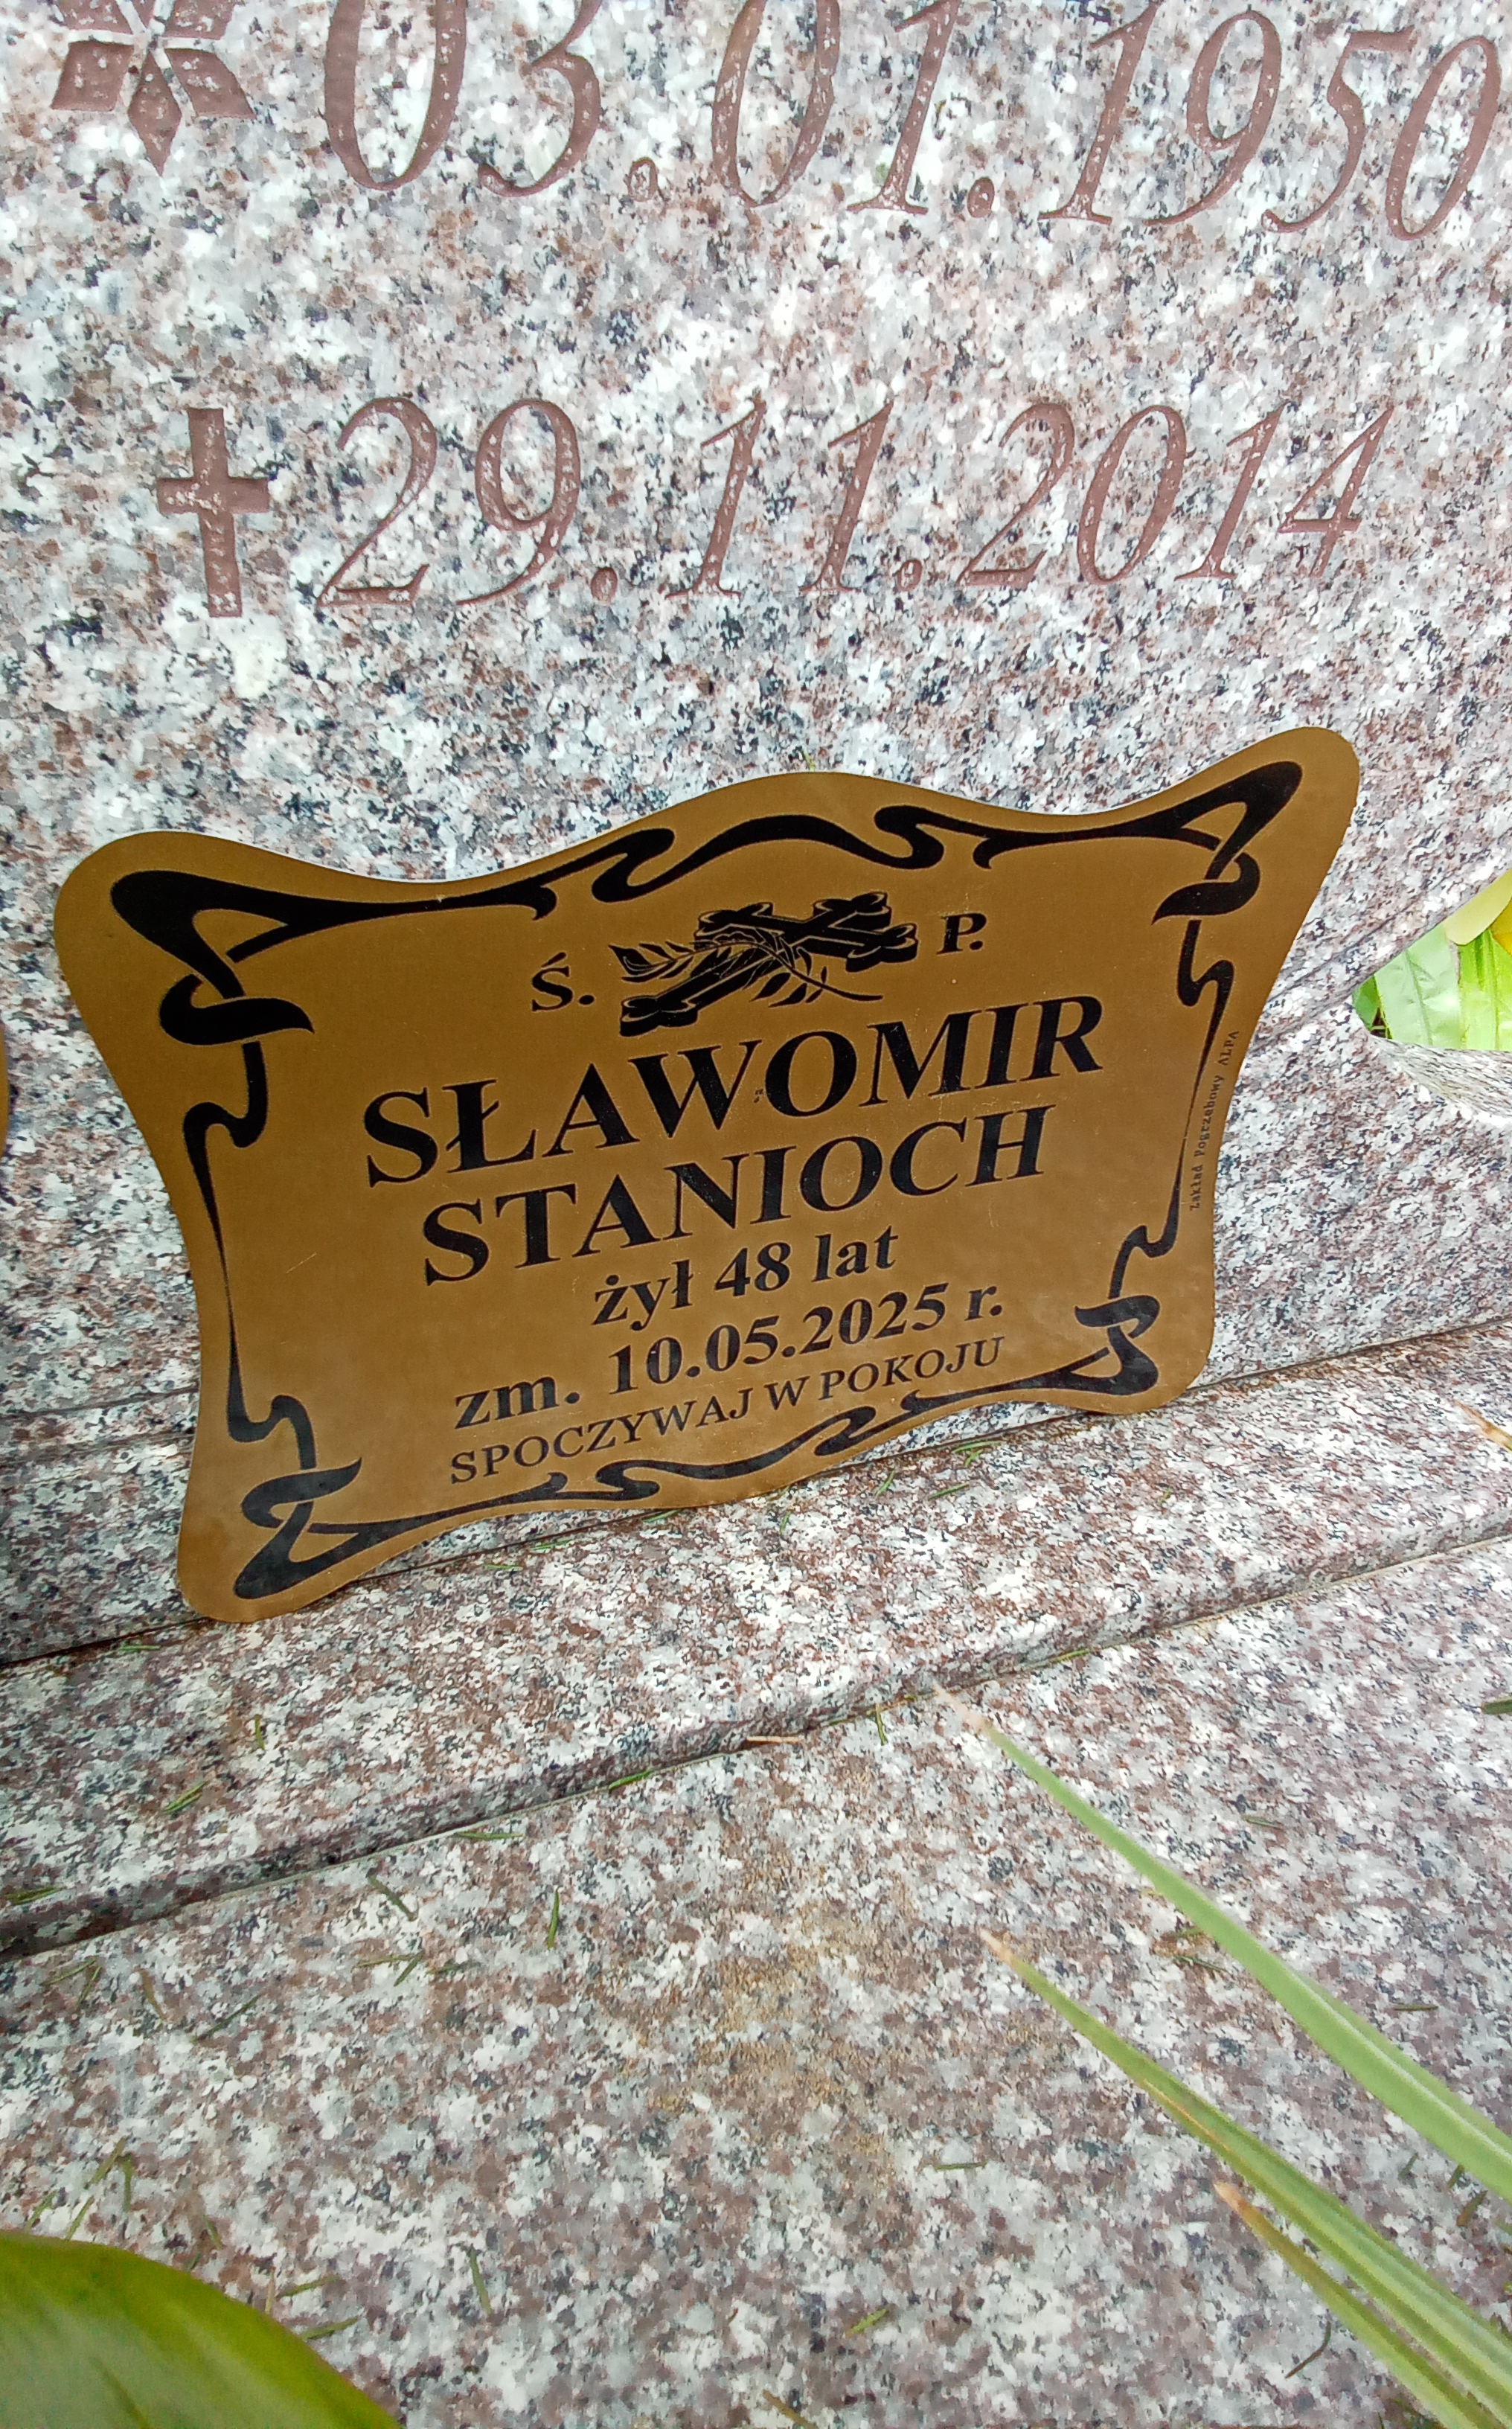 03.01.1950
29.11.2014
Ś. P.
SŁAWOMIR
STANIOCH
żył 48 lat
zm. 10.05.2025 r.
SPOCZYWAJ W POKOJU
Zakład Pogrzebowy ALFA